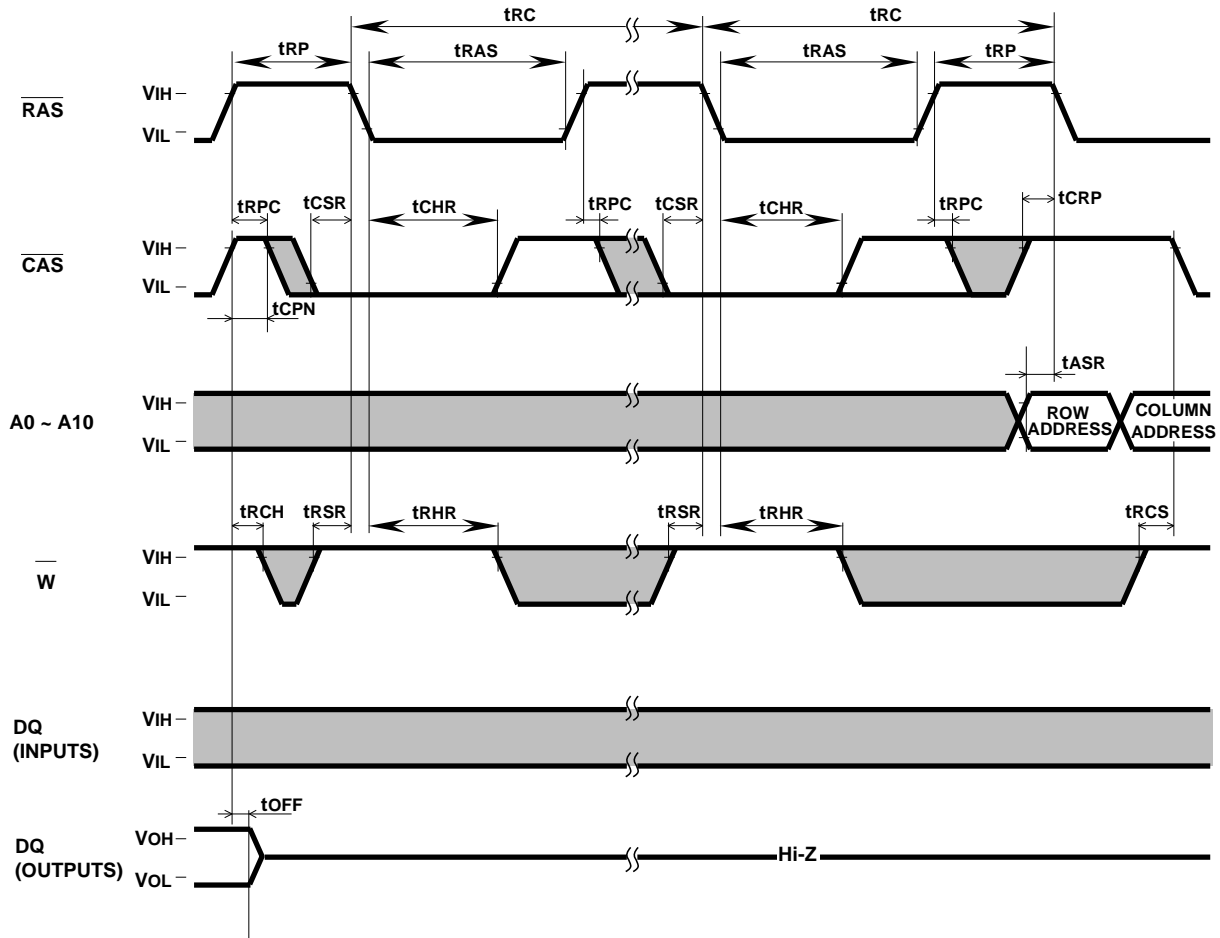 tRC tRC
tRP tRAS tRAS tRP
RAS
VIH
VIL
tRPC tCSR tCHR tRPC tCSR tCHR tRPC tCRP
CAS
VIH
VIL
tCPN
tASR
A0 ~ A10
VIH
VIL
ROW
ADDRESS
COLUMN
ADDRESS
tRCH tRSR tRHR tRSR tRHR tRCS
W
VIH
VIL
DQ
(INPUTS)
VIH
VIL
tOFF
DQ
(OUTPUTS)
VOH
VOL
Hi-Z